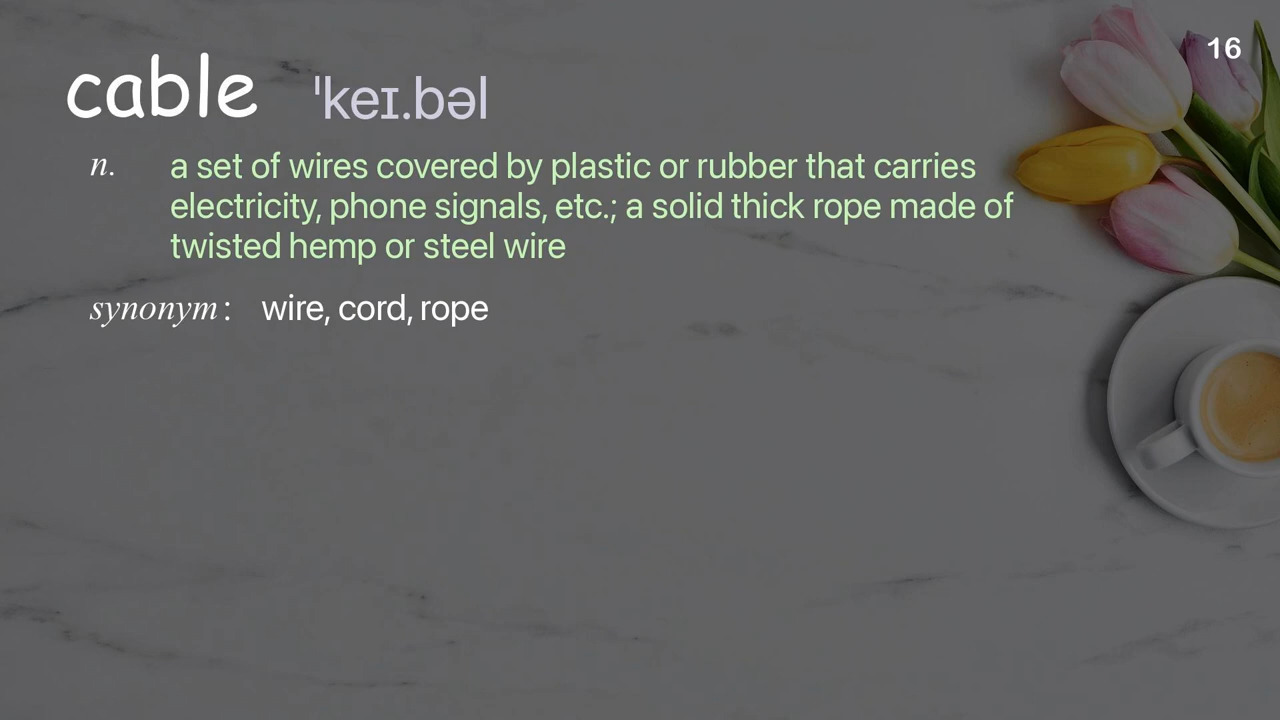 16
cable ˈkeɪ.bəl
n. a set of wires covered by plastic or rubber that carries
electricity, phone signals, etc.; a solid thick rope made of
twisted hemp or steel wire
synonym: wire, cord, rope